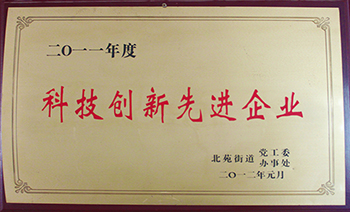 二〇一一年度
科技创新先进企业
北苑街道 党工委
办事处
二〇一二年元月